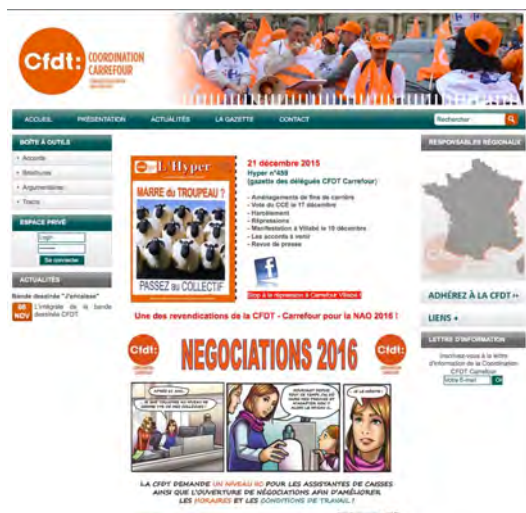 Cfdt:
COORDINATION
CARREFOUR
ACCUEIL
PRÉSENTATION
ACTUALITÉS
LA GAZETTE
CONTACT
Rechercher
BOÎTE À OUTILS
Accords
Brochures
Argumentaires
Tracts
ESPACE PRIVÉ
Login
Se connecter
ACTUALITÉS
Bande dessinée "J'encaisse"
06
NOV
L'intégrale de la bande
dessinée CFDT
L'Hyper
MARRE du TROUPEAU ?
PASSEZ au COLLECTIF
21 décembre 2015
Hyper n°459
(gazette des délégués CFDT Carrefour)
- Aménagements de fins de carrière
- Vote du CCE le 17 décembre
- Harcèlement
- Répressions
- Manifestation à Villabé le 19 décembre
- Les accords à venir
- Revue de presse
Stop à la répression à Carrefour Villabé !
Une des revendications de la CFDT - Carrefour pour la NAO 2016 !
Cfdt:
NEGOCIATIONS 2016
Cfdt:
LA CFDT DEMANDE UN NIVEAU IIC POUR LES ASSISTANTES DE CAISSES
AINSI QUE L'OUVERTURE DE NÉGOCIATIONS AFIN D'AMÉLIORER
LES HORAIRES ET LES CONDITIONS DE TRAVAIL !
RESPONSABLES RÉGIONAUX
ADHÉREZ À LA CFDT
LIENS +
LETTRE D'INFORMATION
Inscrivez-vous à la lettre
d'information de la Coordination
CFDT Carrefour
Votre E-mail